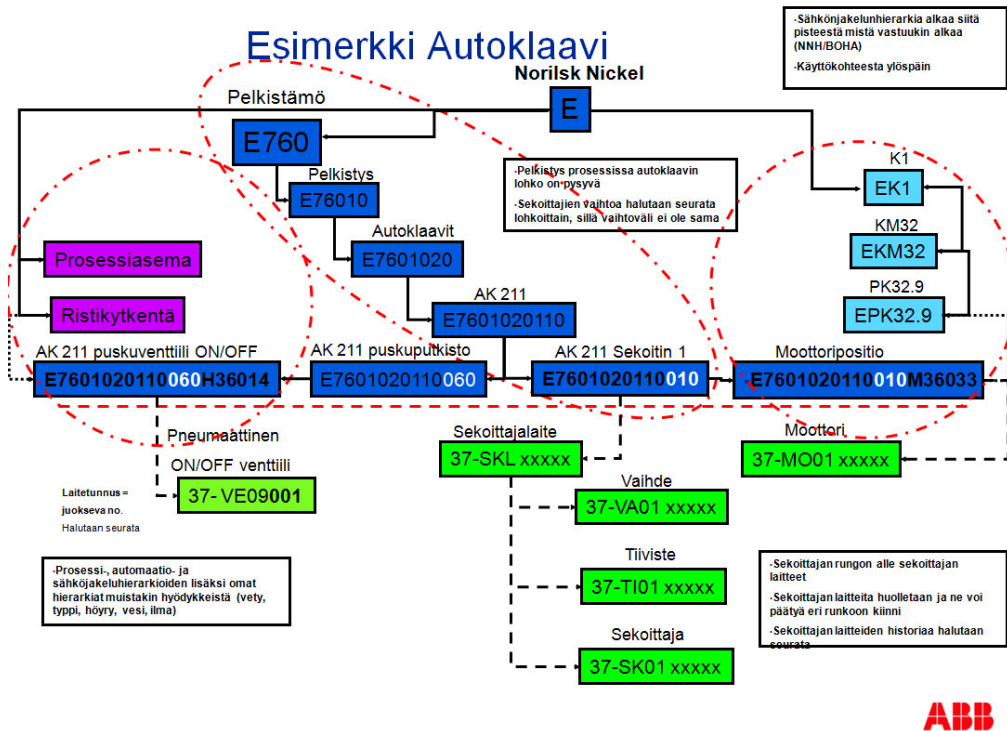 Esimerkki Autoklaavi
·Sähkönjakelunhierarkia alkaa siitä
pisteestä mistä vastuukin alkaa
(NNH/BOHA)
·Käyttökohteesta ylöspäin
Norilsk Nickel
E
Pelkistämö
E760
Pelkistys
E76010
Autoklaavit
E7601020
AK 211
E7601020110
·Pelkistys prosessissa autoklaavin
lohko on pysyvä
·Sekoittajien vaihtoa halutaan seurata
lohkoittain, sillä vaihtoväli ei ole sama
K1
EK1
KM32
EKM32
PK32.9
EPK32.9
Prosessiasema
Ristikytkentä
AK 211 puskuventtiili ON/OFF
E7601020110060H36014
AK 211 puskuputkisto
E7601020110060
AK 211 Sekoitin 1
E7601020110010
Moottoripositio
E7601020110010M36033
Pneumaattinen
ON/OFF venttiili
37- VE09001
Laitetunnus =
juokseva no.
Halutaan seurata
Sekoittajalaite
37-SKL xxxxx
Vaihde
37-VA01 xxxxx
Tiiviste
37-TI01 xxxxx
Sekoittaja
37-SK01 xxxxx
Moottori
37-MO01 xxxxx
·Prosessi-, automaatio- ja
sähköjakeluhierarkioiden lisäksi omat
hierarkiat muistakin hyödykkeistä (vety,
typpi, höyry, vesi, ilma)
·Sekoittajan rungon alle sekoittajan
laitteet
·Sekoittajan laitteita huolletaan ja ne voi
päätyä eri runkoon kiinni
·Sekoittajan laitteiden historiaa halutaan
seurata
ABB